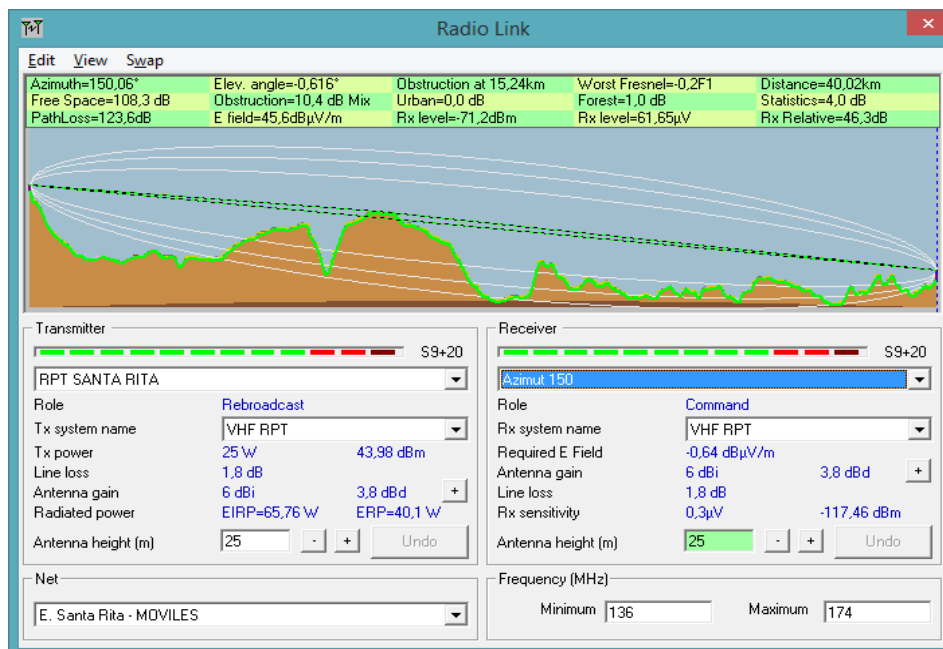 Radio Link
Edit View Swap
Azimuth=150,06° Elev. angle=-0,616° Obstruction at 15,24km Worst Fresnel=-0,2F1 Distance=40,02km
Free Space=108,3 dB Obstruction=10,4 dB Mix Urban=0,0 dB Forest=1,0 dB Statistics=4,0 dB
PathLoss=123,6dB E field=45,6dBµV/m Rx level=-71,2dBm Rx level=61,65µV Rx Relative=46,3dB
Transmitter
S9+20
RPT SANTA RITA
Role Rebroadcast
Tx system name VHF RPT
Tx power 25 W 43,98 dBm
Line loss 1,8 dB
Antenna gain 6 dBi 3,8 dBd +
Radiated power EIRP=65,76 W ERP=40,1 W
Antenna height (m) 25 - + Undo
Net
E. Santa Rita - MOVILES
Receiver
S9+20
Azimut 150
Role Command
Rx system name VHF RPT
Required E Field -0,64 dBµV/m
Antenna gain 6 dBi 3,8 dBd +
Line loss 1,8 dB
Rx sensitivity 0,3µV -117,46 dBm
Antenna height (m) 25 - + Undo
Frequency (MHz)
Minimum 136 Maximum 174